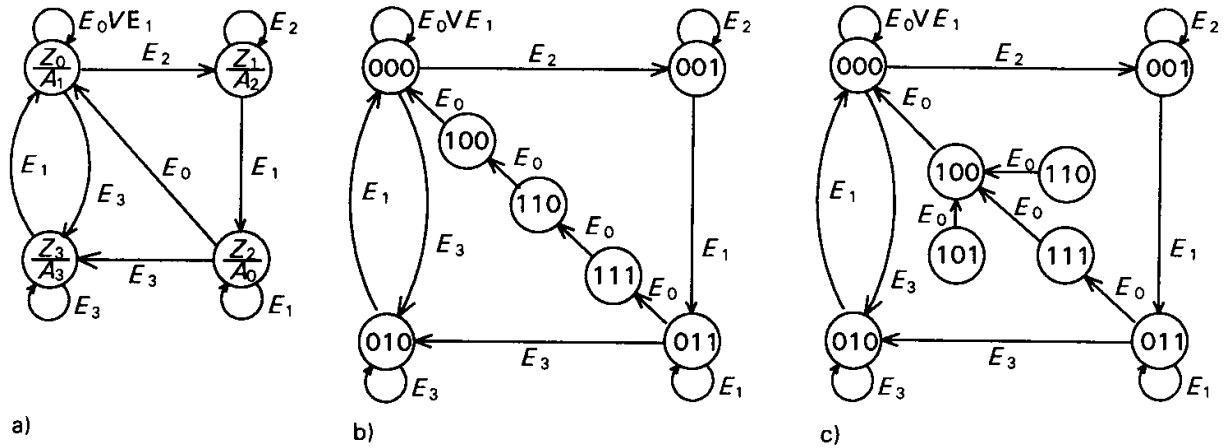 E₀VE₁
E₂
Z₀
A₁
E₂
Z₁
A₂
E₁
E₃
E₀
E₁
Z₃
A₃
E₃
Z₂
A₀
E₃
E₁
a)
E₀VE₁
E₂
000
E₂
001
E₀
100
E₀
110
E₁
E₀
E₃
111
E₁
E₀
010
E₃
011
E₃
E₁
b)
E₀VE₁
E₂
000
E₂
001
E₀
100
E₀
110
E₁
E₀
E₀
101
111
E₃
E₁
E₀
010
E₃
011
E₃
E₁
c)